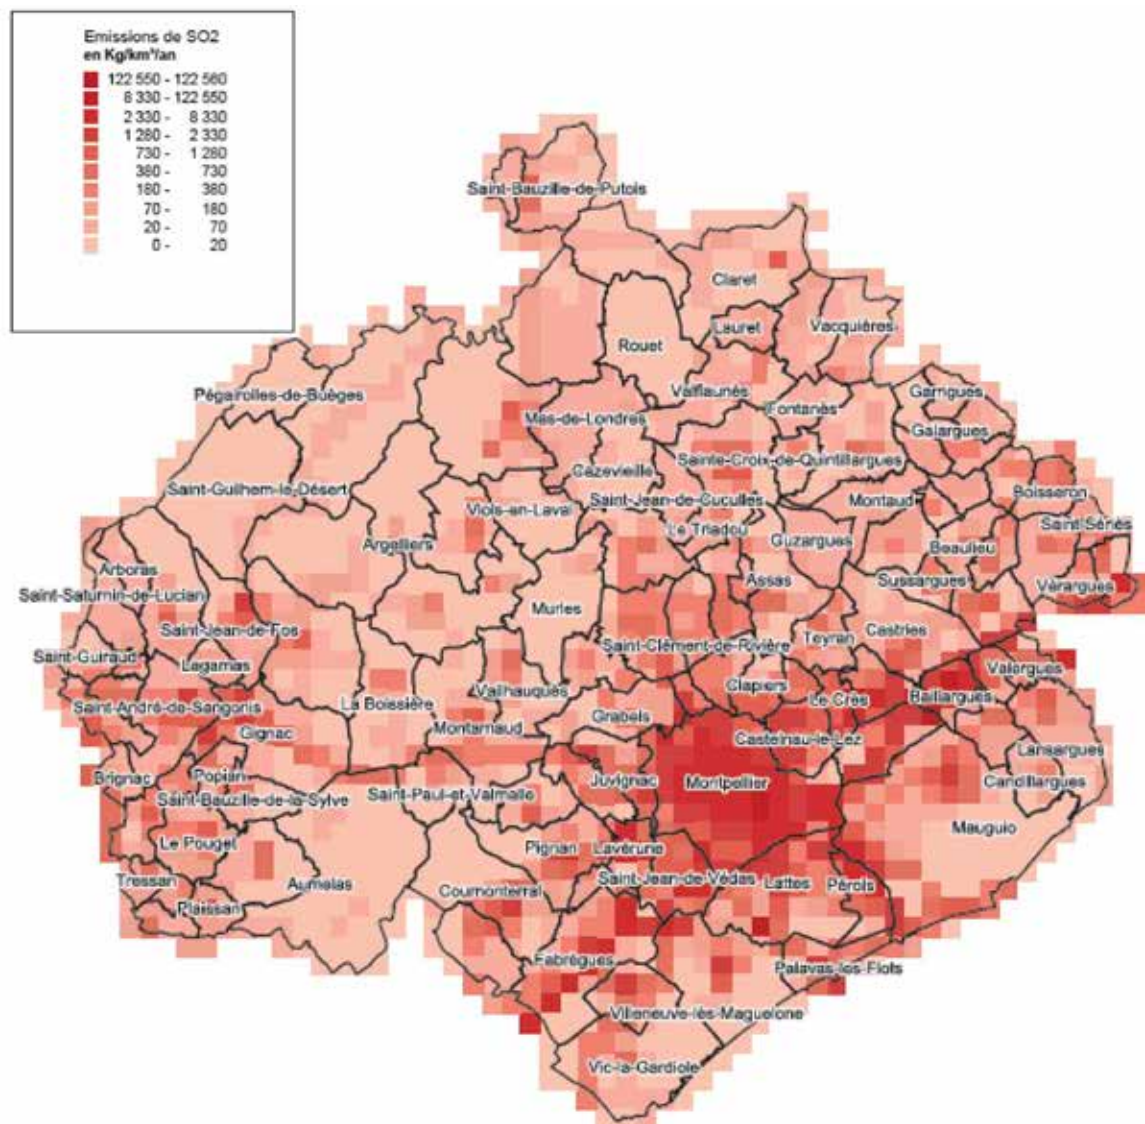 Emissions de SO2
en Kg/km²/an
122 550 - 122 560
8 330 - 122 550
2 330 - 8 330
1 280 - 2 330
730 - 1 280
380 - 730
180 - 380
70 - 180
20 - 70
0 - 20
Saint-Bauzille-de-Putois
Claret
Lauret
Vacquières
Rouet
Pégairolles-de-Buèges
Valflaunès
Garrigues
Fontanès
Mas-de-Londres
Galargues
Cazevieille
Sainte-Croix-de-Quintillargues
Saint-Guilhem-le-Désert
Saint-Jean-de-Cuculles
Montaud
Boisseron
Viols-en-Laval
Le Triadou
Saint-Sériès
Argelliers
Guzargues
Beaulieu
Arboras
Assas
Sussargues
Vérargues
Saint-Saturnin-de-Lucian
Murles
Saint-Jean-de-Fos
Saint-Clément-de-Rivière
Teyran
Castries
Saint-Guiraud
Lagamas
Valergues
Clapiers
Vailhauquès
Le Crès
Baillargues
La Boissière
Saint-André-de-Sangonis
Grabels
Gignac
Montarnaud
Castelnau-le-Lez
Lansargues
Brignac
Popian
Juvignac
Montpellier
Candillargues
Saint-Paul-et-Valmalle
Saint-Bauzille-de-la-Sylve
Mauguio
Le Pouget
Pignan
Lavérune
Saint-Jean-de-Védas
Tressan
Aumelas
Cournonterral
Lattes
Pérols
Plaissan
Fabrègues
Palavas-les-Flots
Villeneuve-lès-Maguelone
Vic-la-Gardiole